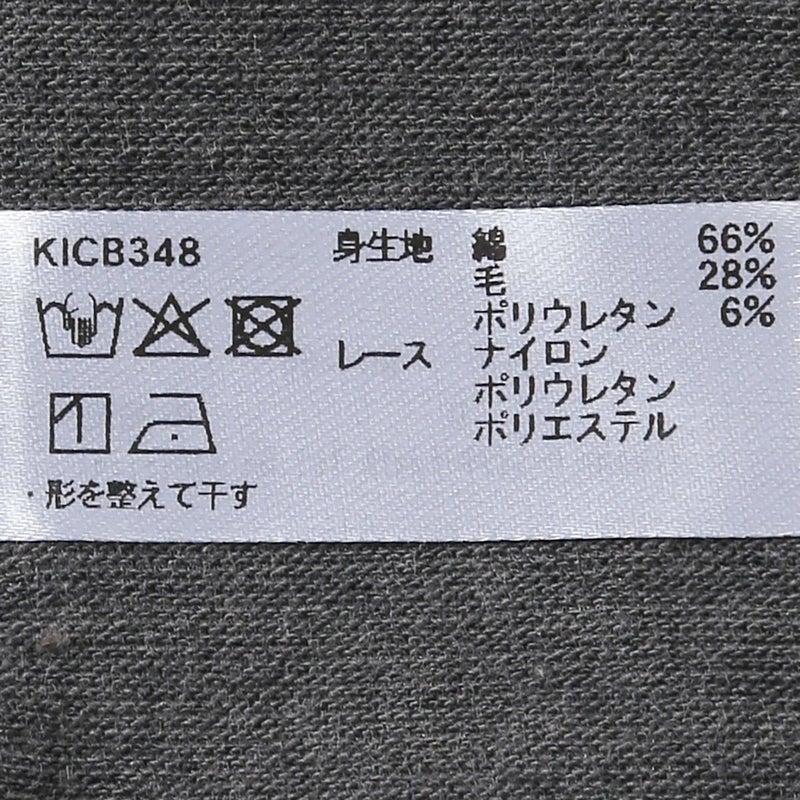 KICB348
身生地 綿 66%
毛 28%
ポリウレタン 6%
レース ナイロン
ポリウレタン
ポリエステル
・形を整えて干す